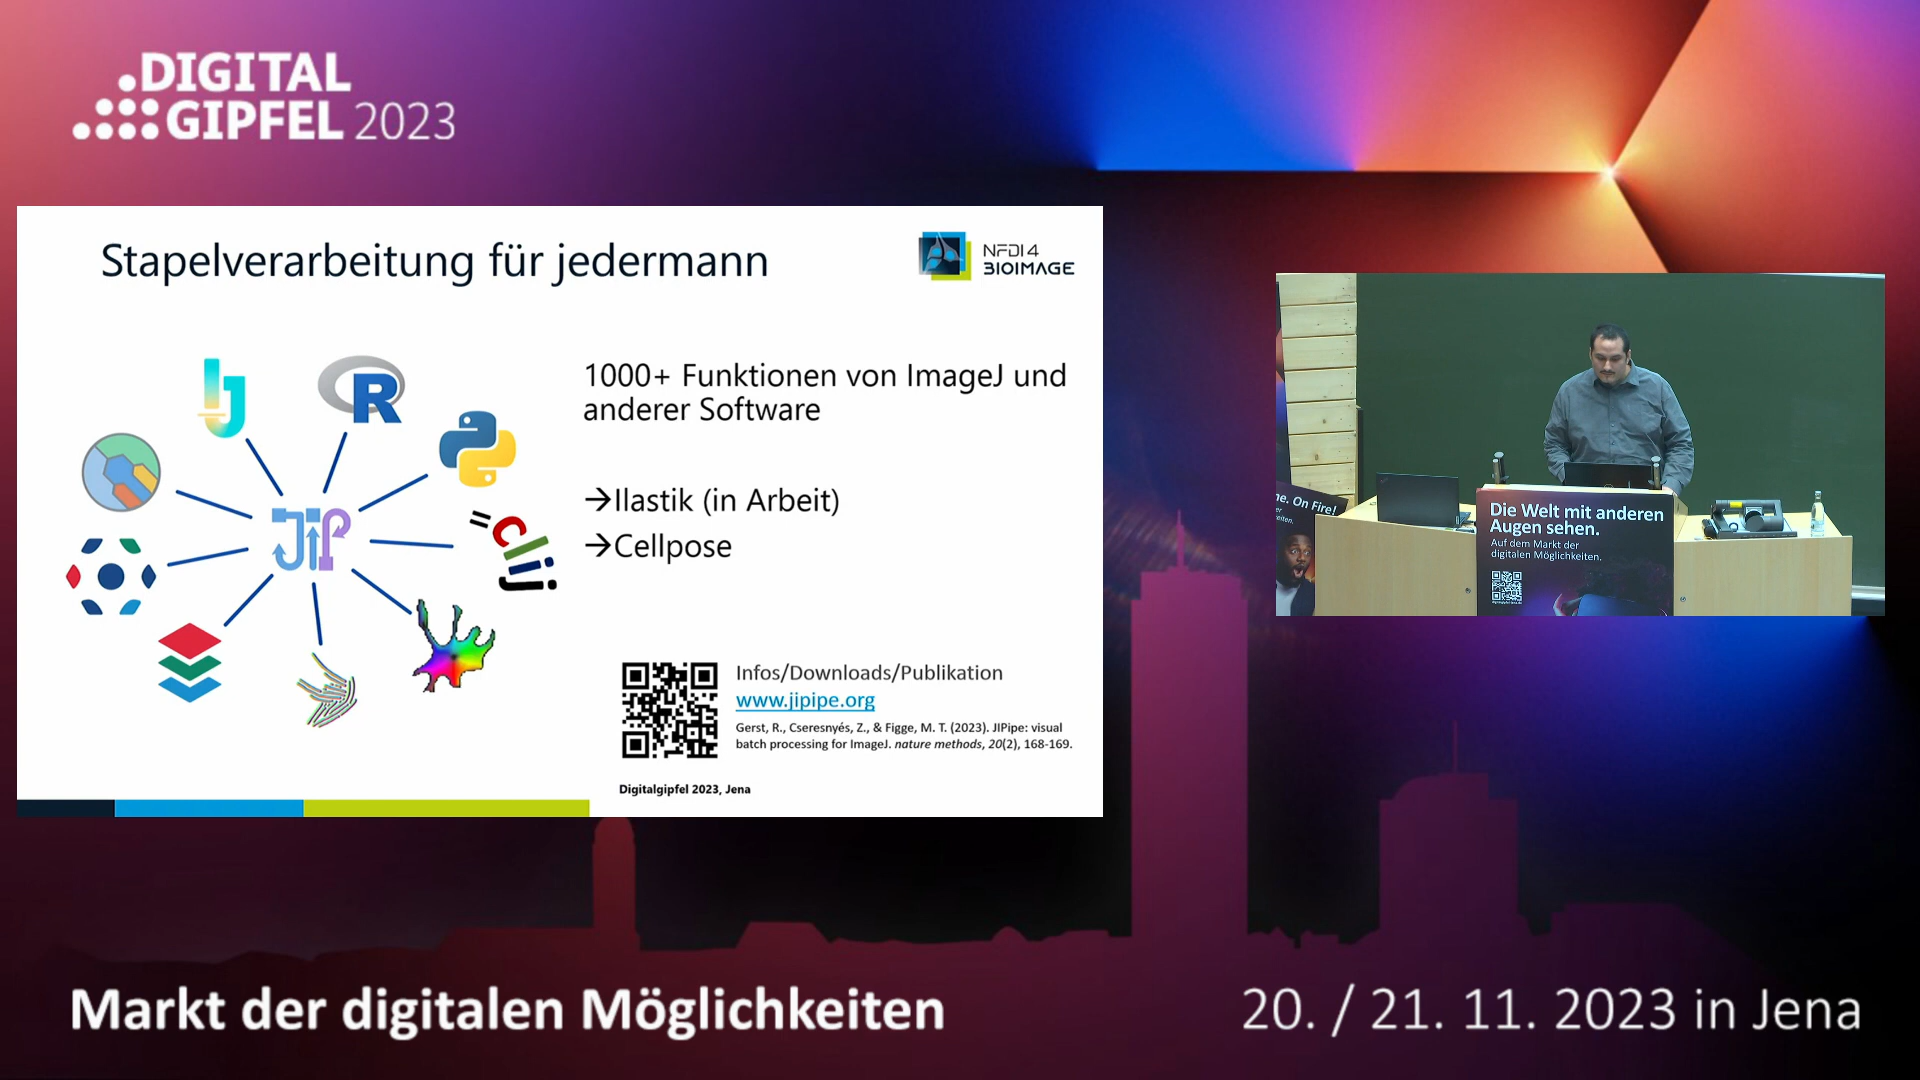 DIGITAL
GIPFEL 2023
Stapelverarbeitung für jedermann
NFDI4
BIOIMAGE
R
JIP
clij
1000+ Funktionen von ImageJ und
anderer Software
→Ilastik (in Arbeit)
→Cellpose
Infos/Downloads/Publikation
www.jipipe.org
Gerst, R., Cseresnyés, Z., & Figge, M. T. (2023). JIPipe: visual
batch processing for ImageJ. nature methods, 20(2), 168-169.
Digitalgipfel 2023, Jena
ne. On Fire!
Die Welt mit anderen
Augen sehen.
Auf dem Markt der
digitalen Möglichkeiten.
Markt der digitalen Möglichkeiten
20. / 21. 11. 2023 in Jena